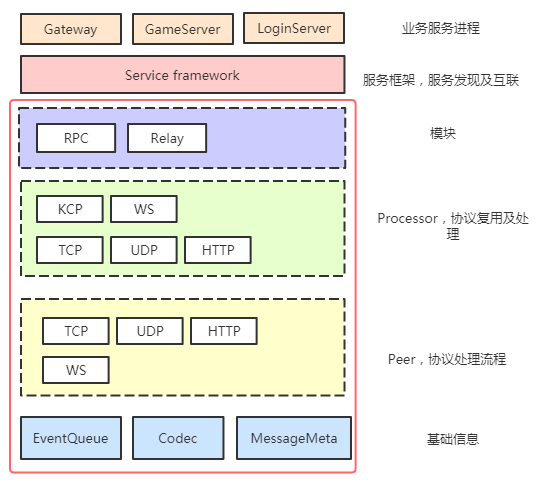 Gateway GameServer LoginServer 业务服务进程
Service framework 服务框架，服务发现及互联
RPC Relay 模块
KCP WS
Processor，协议复用及处
理
TCP UDP HTTP
TCP UDP HTTP
Peer，协议处理流程
WS
EventQueue Codec MessageMeta 基础信息